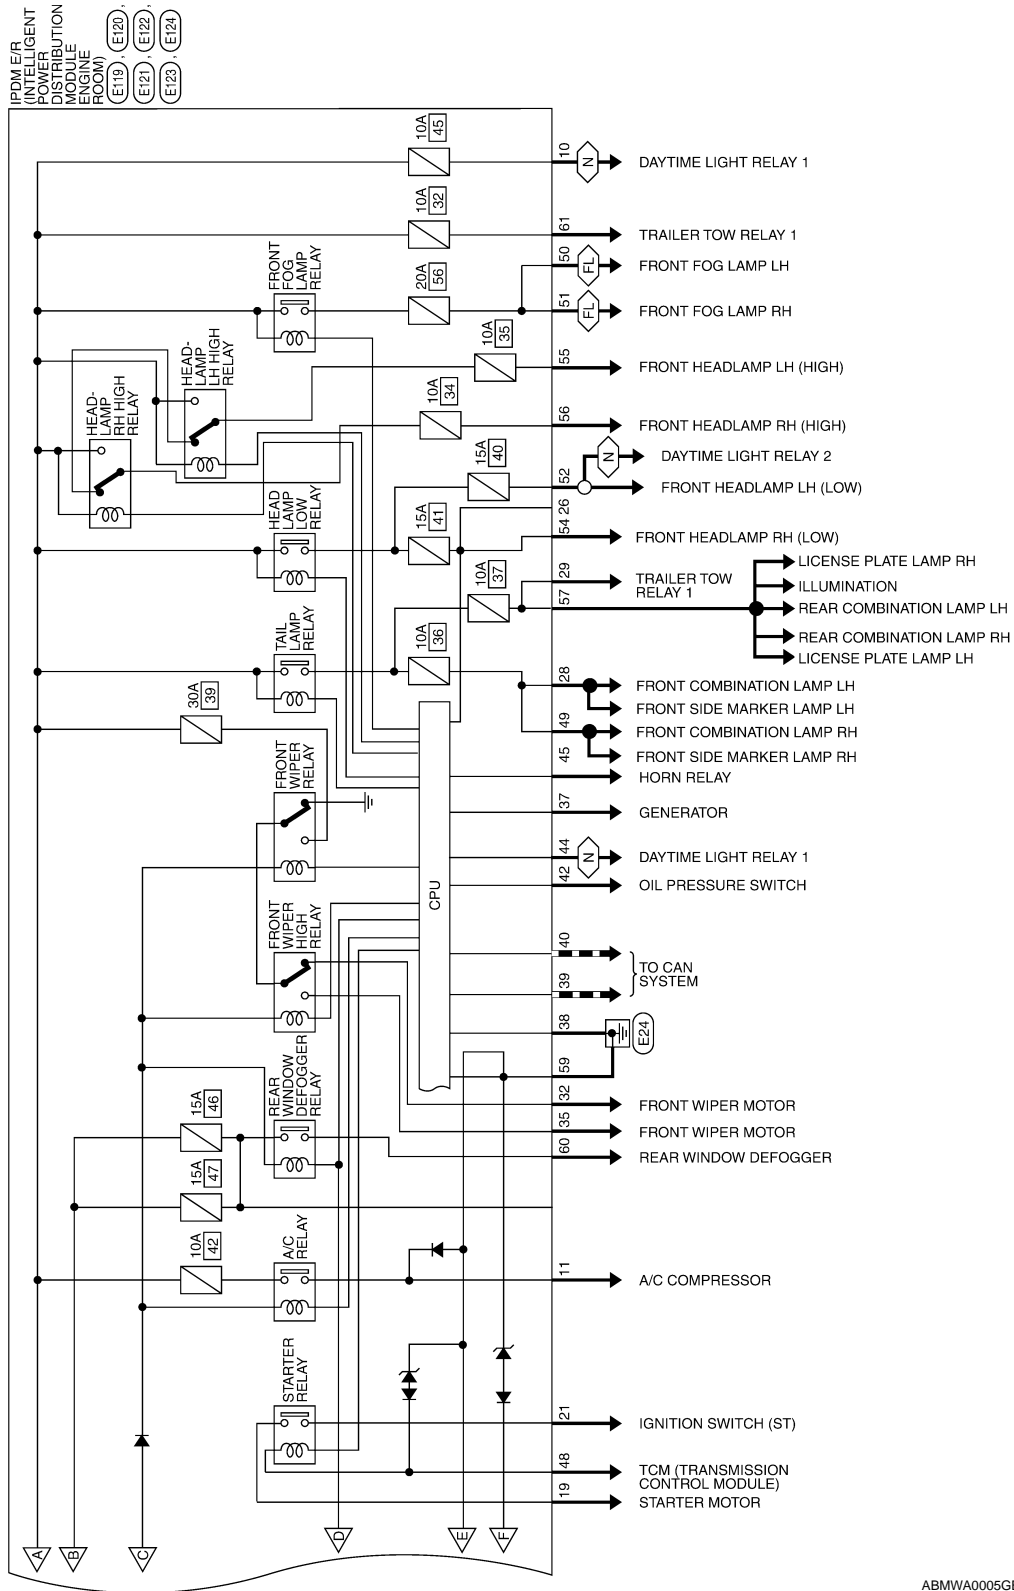 IPDM E/R
(INTELLIGENT
POWER
DISTRIBUTION
MODULE
ENGINE
ROOM)
E119 , E120 ,
E121 , E122 ,
E123 , E124
10A
45
10
N
DAYTIME LIGHT RELAY 1
10A
32
61
TRAILER TOW RELAY 1
FRONT
FOG
LAMP
RELAY
20A
56
50
FL
FRONT FOG LAMP LH
51
FL
FRONT FOG LAMP RH
HEAD-
LAMP
LH HIGH
RELAY
10A
35
55
FRONT HEADLAMP LH (HIGH)
HEAD-
LAMP
RH HIGH
RELAY
10A
34
56
FRONT HEADLAMP RH (HIGH)
15A
40
N
DAYTIME LIGHT RELAY 2
52
FRONT HEADLAMP LH (LOW)
HEAD
LAMP
LOW
RELAY
15A
41
26
54
FRONT HEADLAMP RH (LOW)
10A
37
29
TRAILER TOW
RELAY 1
57
LICENSE PLATE LAMP RH
ILLUMINATION
REAR COMBINATION LAMP LH
REAR COMBINATION LAMP RH
LICENSE PLATE LAMP LH
TAIL
LAMP
RELAY
10A
36
28
FRONT COMBINATION LAMP LH
FRONT SIDE MARKER LAMP LH
30A
39
49
FRONT COMBINATION LAMP RH
FRONT SIDE MARKER LAMP RH
45
HORN RELAY
FRONT
WIPER
RELAY
37
GENERATOR
44
N
DAYTIME LIGHT RELAY 1
CPU
42
OIL PRESSURE SWITCH
FRONT
WIPER
HIGH
RELAY
40
39
TO CAN
SYSTEM
38
E24
59
REAR
WINDOW
DEFOGGER
RELAY
15A
46
32
FRONT WIPER MOTOR
35
FRONT WIPER MOTOR
60
REAR WINDOW DEFOGGER
15A
47
A/C
RELAY
10A
42
11
A/C COMPRESSOR
STARTER
RELAY
21
IGNITION SWITCH (ST)
48
TCM (TRANSMISSION
CONTROL MODULE)
19
STARTER MOTOR
A
B
C
D
E
F
ABMWA0005GI